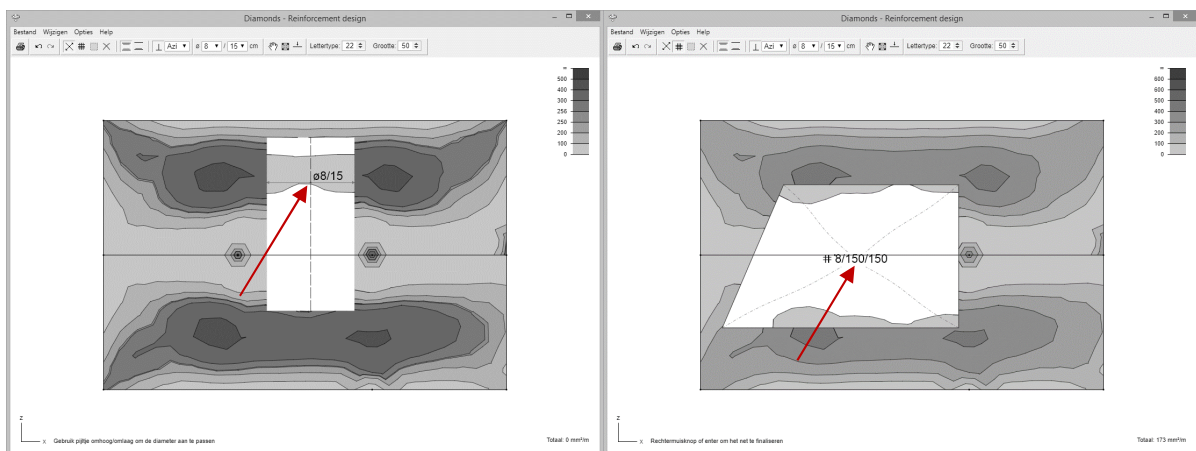 Diamonds - Reinforcement design
Bestand Wijzigen Opties Help
Azi ø 8 / 15 cm Lettertype: 22 Grootte: 50
500
400
300
250
200
100
0
ø8/15
z
x
Gebruik pijltje omhoog/omlaag om de diameter aan te passen
Totaal: 0 mm²/m
Diamonds - Reinforcement design
Bestand Wijzigen Opties Help
Azi ø 8 / 15 cm Lettertype: 22 Grootte: 50
600
500
400
300
250
200
100
0
# 8/150/150
z
x
Rechtermuisknop of enter om het net te finaliseren
Totaal: 173 mm²/m